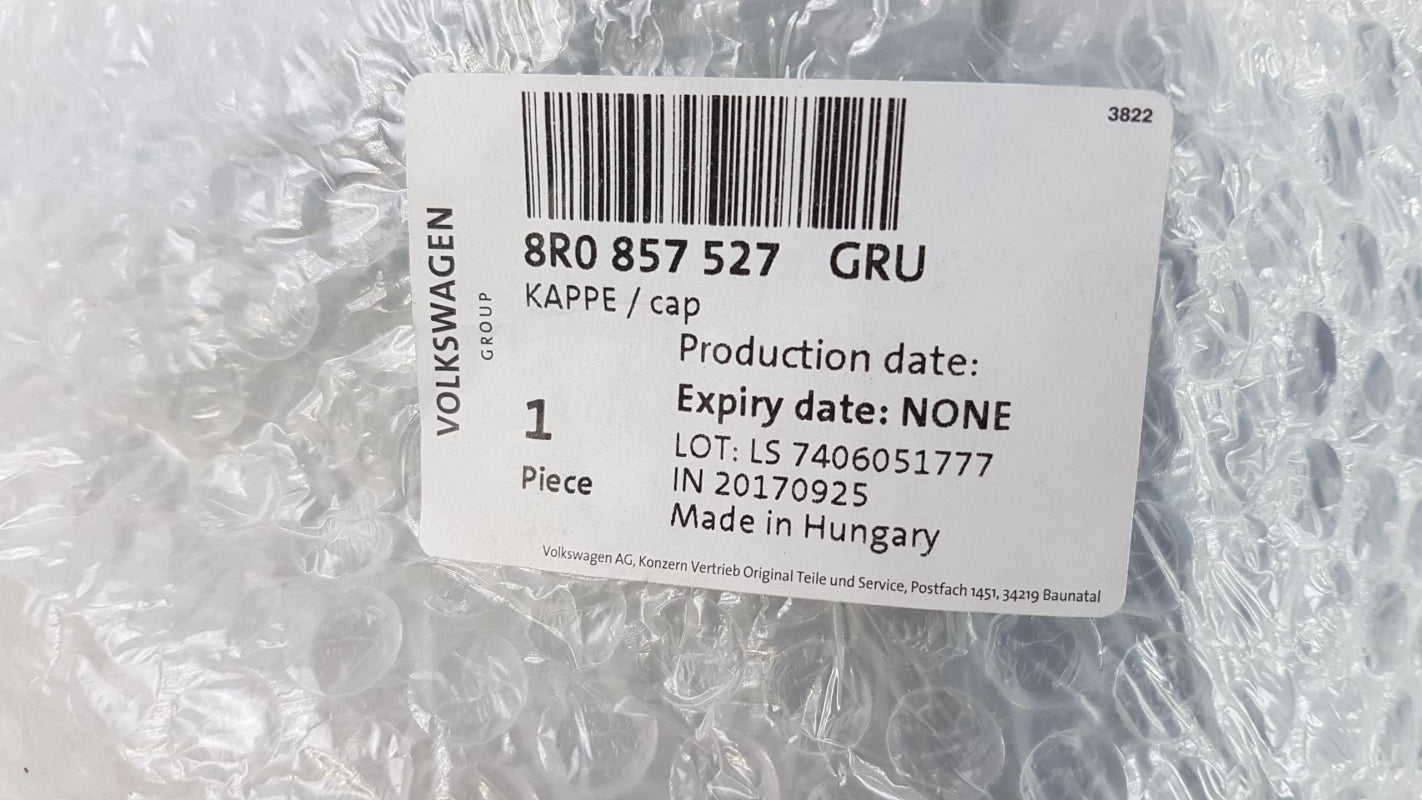 3822
VOLKSWAGEN
GROUP
8R0 857 527 GRU
KAPPE / cap
Production date:
Expiry date: NONE
1
Piece
LOT: LS 7406051777
IN 20170925
Made in Hungary
Volkswagen AG, Konzern Vertrieb Original Teile und Service, Postfach 1451, 34219 Baunatal